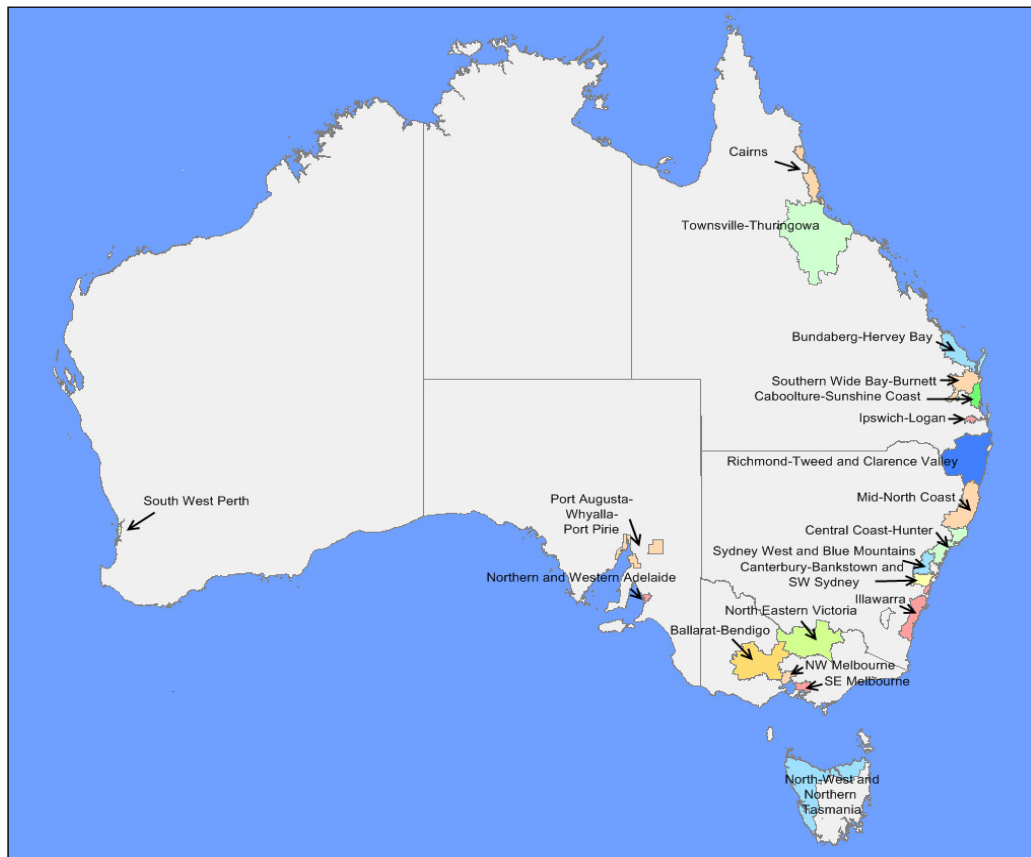 Cairns
Townsville-Thuringowa
Bundaberg-Hervey Bay
Southern Wide Bay-Burnett
Caboolture-Sunshine Coast
Ipswich-Logan
Richmond-Tweed and Clarence Valley
Mid-North Coast
South West Perth
Port Augusta-
Whyalla-
Port Pirie
Central Coast-Hunter
Sydney West and Blue Mountains
Canterbury-Bankstown and
SW Sydney
Northern and Western Adelaide
Illawarra
North Eastern Victoria
Ballarat-Bendigo
NW Melbourne
SE Melbourne
North-West and
Northern
Tasmania